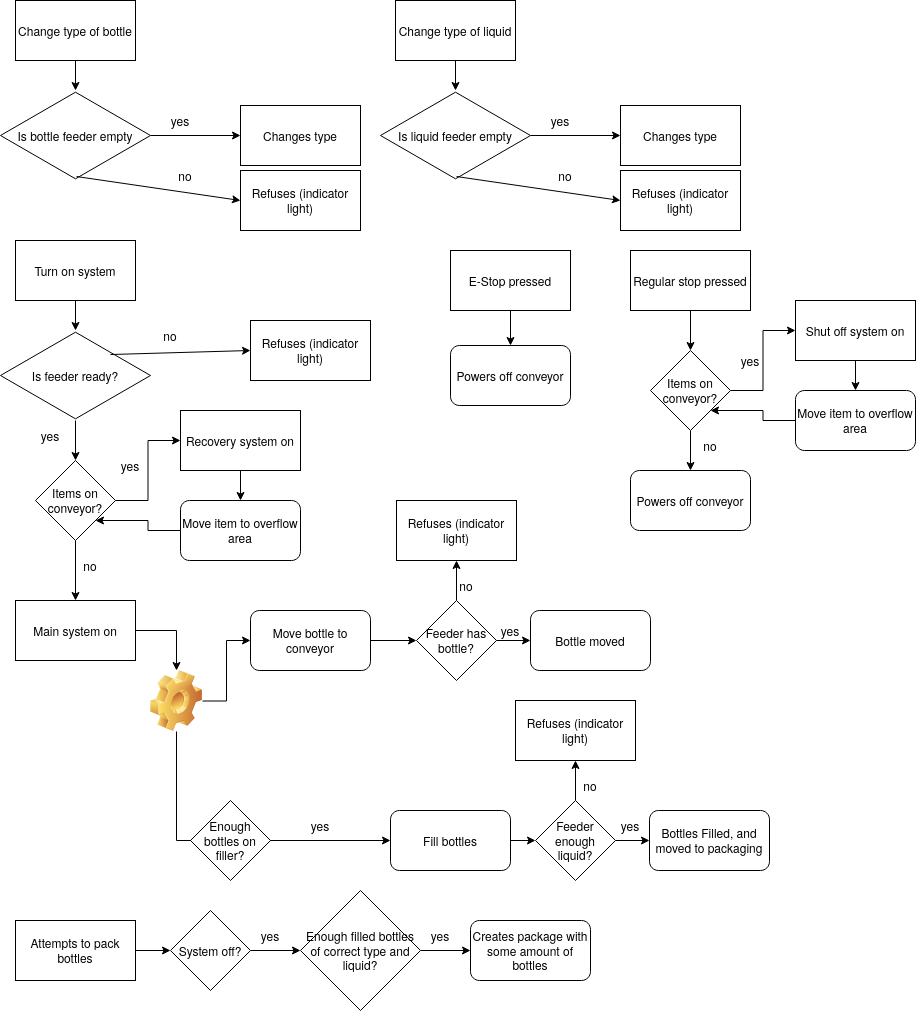 Change type of bottle
Change type of liquid
Is bottle feeder empty
yes
Changes type
no
Refuses (indicator
light)
Is liquid feeder empty
yes
Changes type
no
Refuses (indicator
light)
Turn on system
Is feeder ready?
no
Refuses (indicator
light)
yes
Items on
conveyor?
yes
Recovery system on
Move item to overflow
area
no
Main system on
E-Stop pressed
Powers off conveyor
Regular stop pressed
Items on
conveyor?
yes
Shut off system on
Move item to overflow
area
no
Powers off conveyor
Move bottle to
conveyor
Feeder has
bottle?
no
Refuses (indicator
light)
yes
Bottle moved
Enough
bottles on
filler?
yes
Fill bottles
Feeder
enough
liquid?
no
Refuses (indicator
light)
yes
Bottles Filled, and
moved to packaging
Attempts to pack
bottles
System off?
yes
Enough filled bottles
of correct type and
liquid?
yes
Creates package with
some amount of
bottles